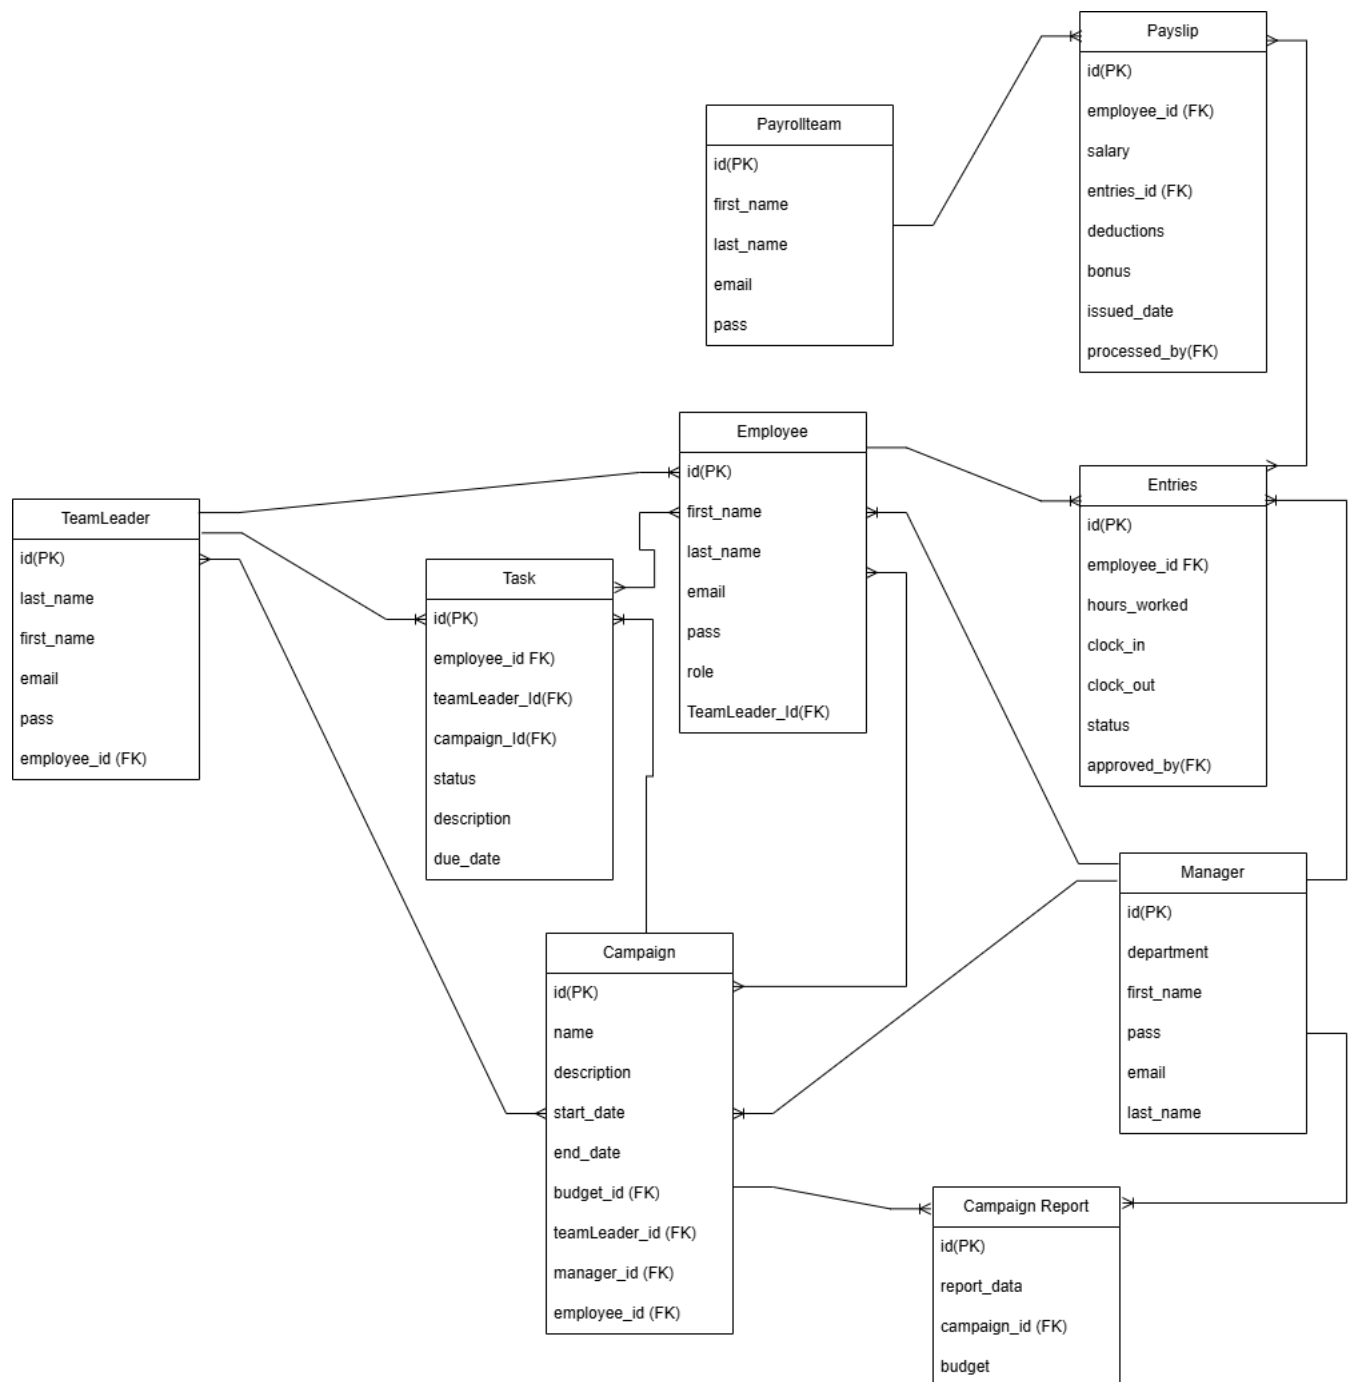 Payslip
id(PK)
employee_id (FK)
salary
entries_id (FK)
deductions
bonus
issued_date
processed_by(FK)
Payrollteam
id(PK)
first_name
last_name
email
pass
Employee
id(PK)
first_name
last_name
email
pass
role
TeamLeader_Id(FK)
Entries
id(PK)
employee_id FK)
hours_worked
clock_in
clock_out
status
approved_by(FK)
TeamLeader
id(PK)
last_name
first_name
email
pass
employee_id (FK)
Task
id(PK)
employee_id FK)
teamLeader_Id(FK)
campaign_Id(FK)
status
description
due_date
Manager
id(PK)
department
first_name
pass
email
last_name
Campaign
id(PK)
name
description
start_date
end_date
budget_id (FK)
teamLeader_id (FK)
manager_id (FK)
employee_id (FK)
Campaign Report
id(PK)
report_data
campaign_id (FK)
budget